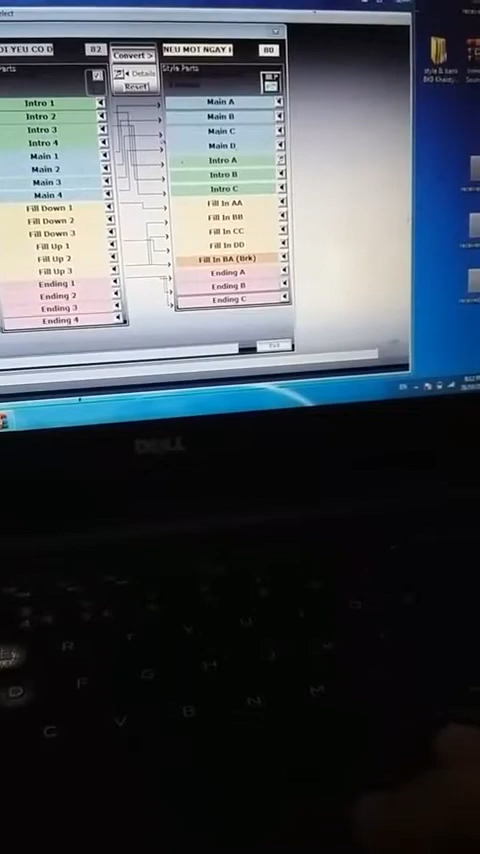 elect
OI YEU CO D
82
Convert >
NEU MOT NGAY
80
Details
Reset
Style Parts
Intro 1
Intro 2
Intro 3
Intro 4
Main 1
Main 2
Main 3
Main 4
Fill Down 1
Fill Down 2
Fill Down 3
Fill Up 1
Fill Up 2
Fill Up 3
Ending 1
Ending 2
Ending 3
Ending 4
Main A
Main B
Main C
Main D
Intro A
Intro B
Intro C
Fill In AA
Fill In BB
Fill In CC
Fill In DD
Fill In BA (Brk)
Ending A
Ending B
Ending C
Exit
EN
DELL
R
D
F
G
H
C
V
B
N
M